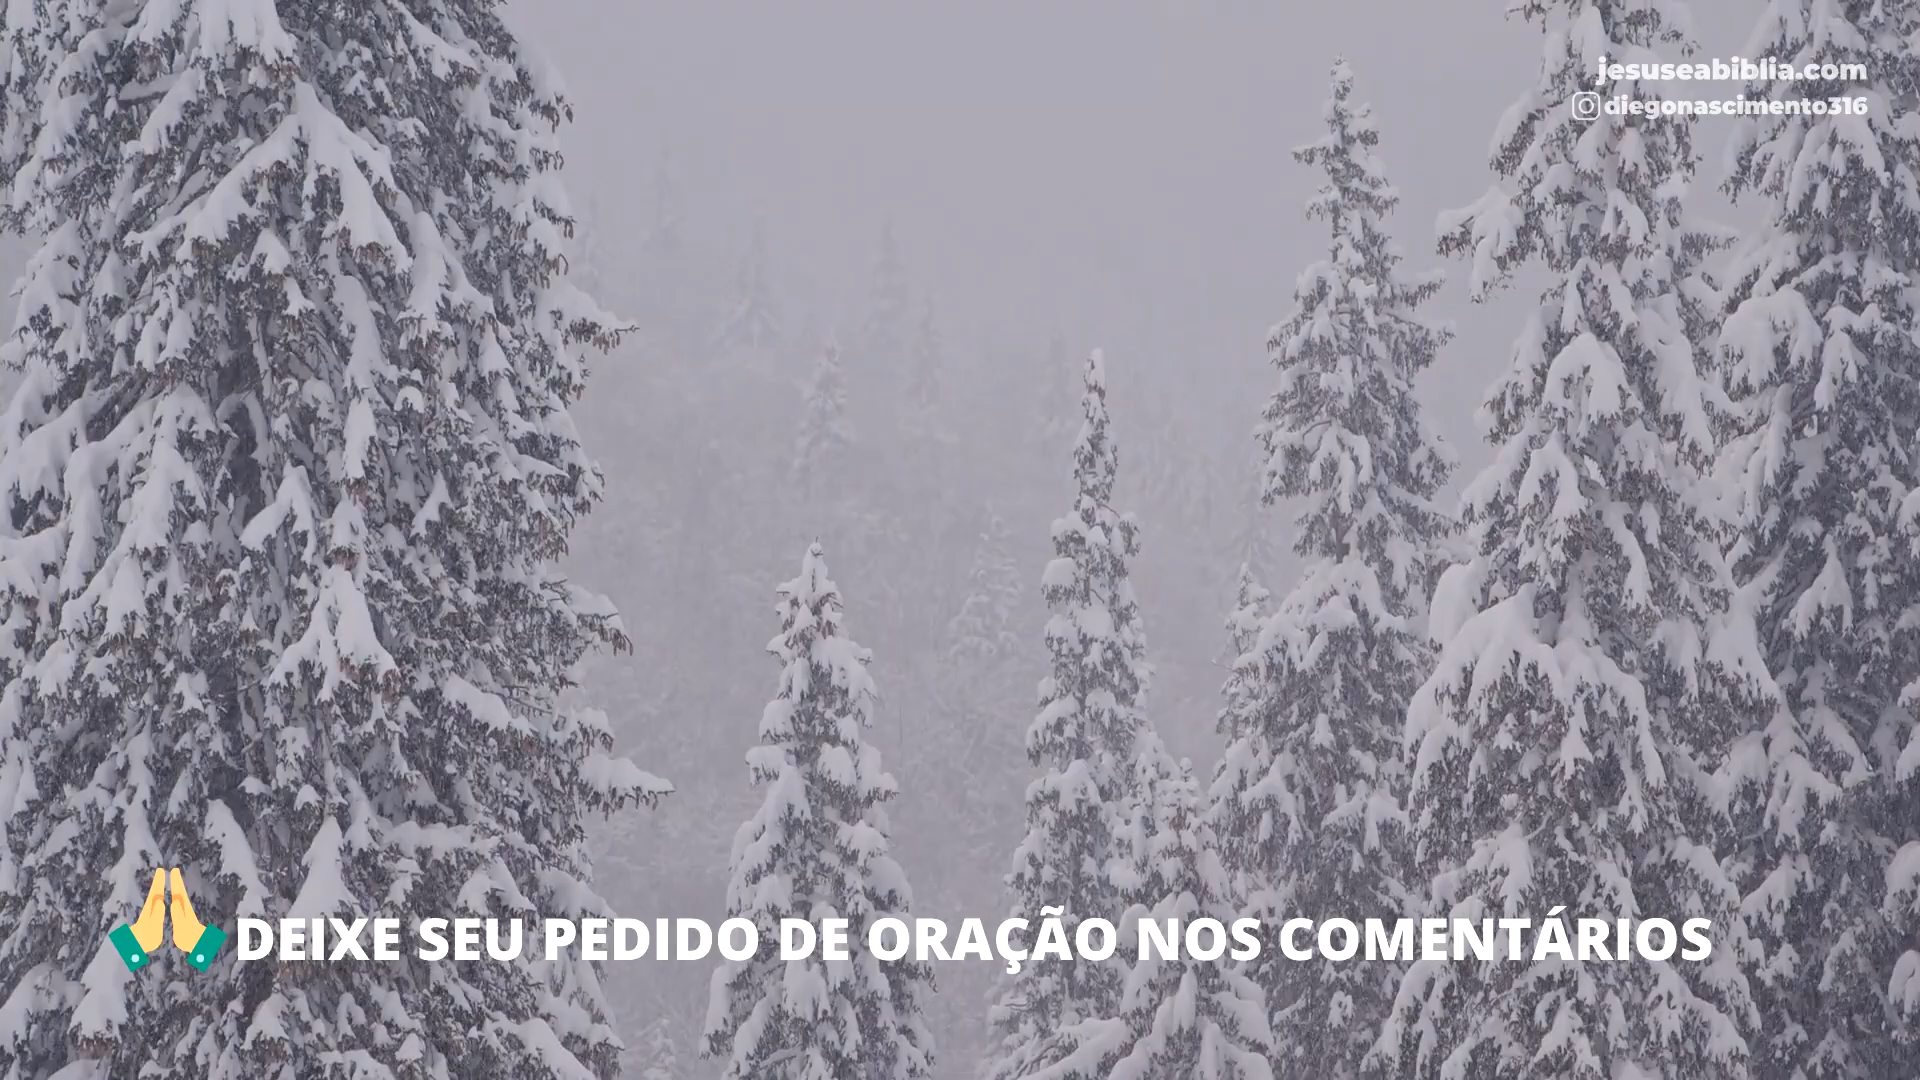 jesuseabiblia.com
diegonascimento316
DEIXE SEU PEDIDO DE ORAÇÃO NOS COMENTÁRIOS